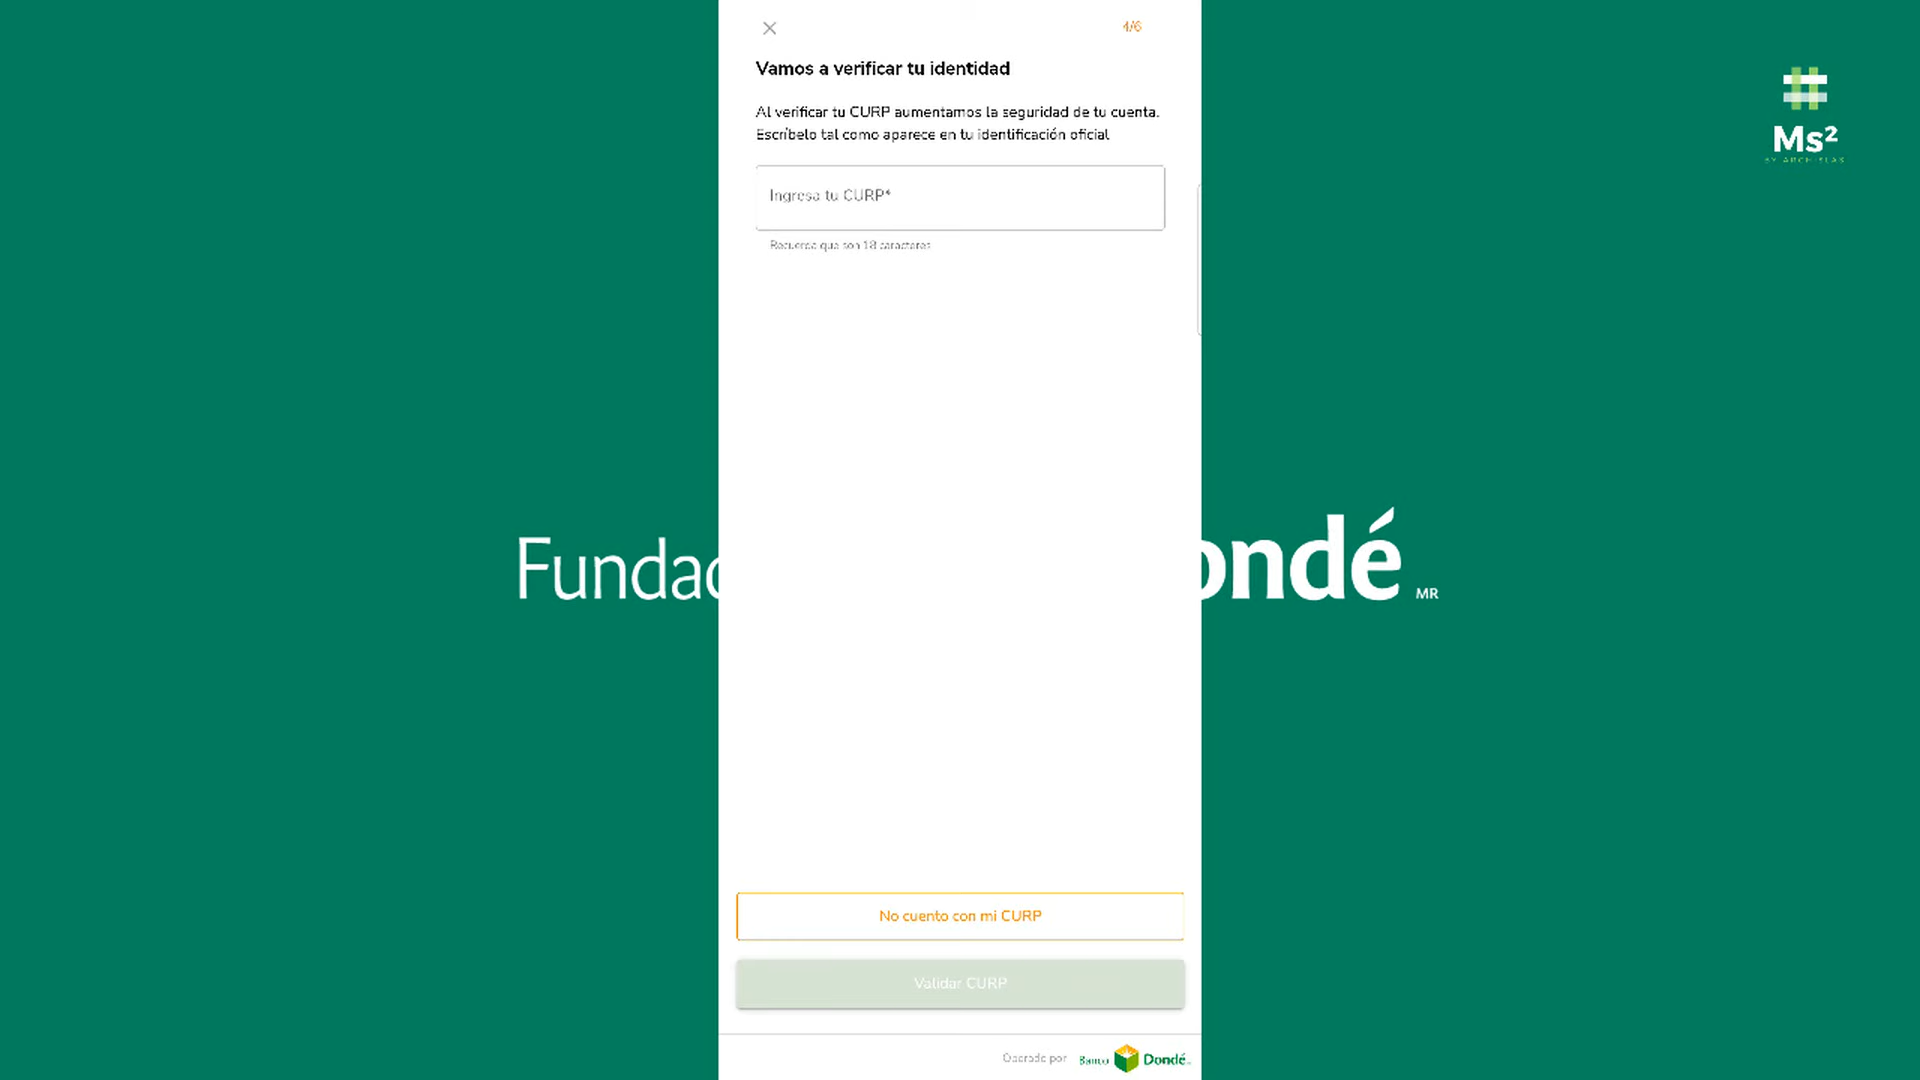 4/6
Vamos a verificar tu identidad
Al verificar tu CURP aumentamos la seguridad de tu cuenta.
Escríbelo tal como aparece en tu identificación oficial
Ingresa tu CURP*
Recuerda que son 18 caracteres
No cuento con mi CURP
Validar CURP
Operado por Banco Dondé
Fundac
ondé MR
Ms²
BY ARCHISLAS